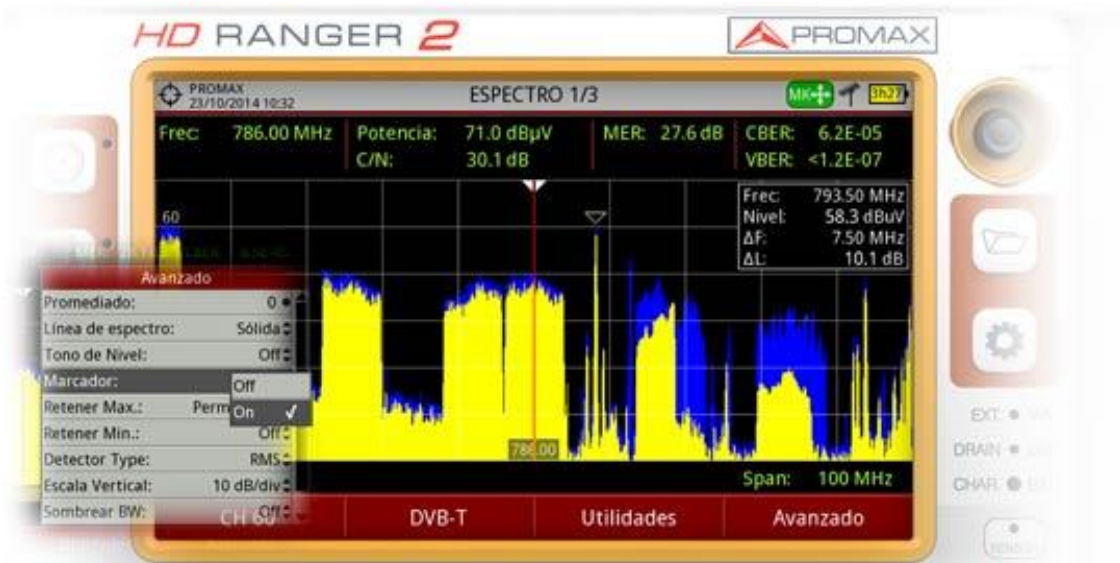 HD RANGER 2
PROMAX
PROMAX
23/10/2014 10:32
ESPECTRO 1/3
MK
3h27
Frec: 786.00 MHz
Potencia: 71.0 dBµV
MER: 27.6 dB
CBER: 6.2E-05
C/N: 30.1 dB
VBER: <1.2E-07
60
Frec: 793.50 MHz
Nivel: 58.3 dBuV
ΔF: 7.50 MHz
ΔL: 10.1 dB
Avanzado
Promediado: 0
Línea de espectro: Sólida
Tono de Nivel: Off
Marcador:
Off
On
Retener Max.: Perm
Retener Min.: Off
Detector Type: RMS
Escala Vertical: 10 dB/div
Sombrear BW: Off
786.00
Span: 100 MHz
CH 60
DVB-T
Utilidades
Avanzado
EXT.
DRAIN
CHAR.